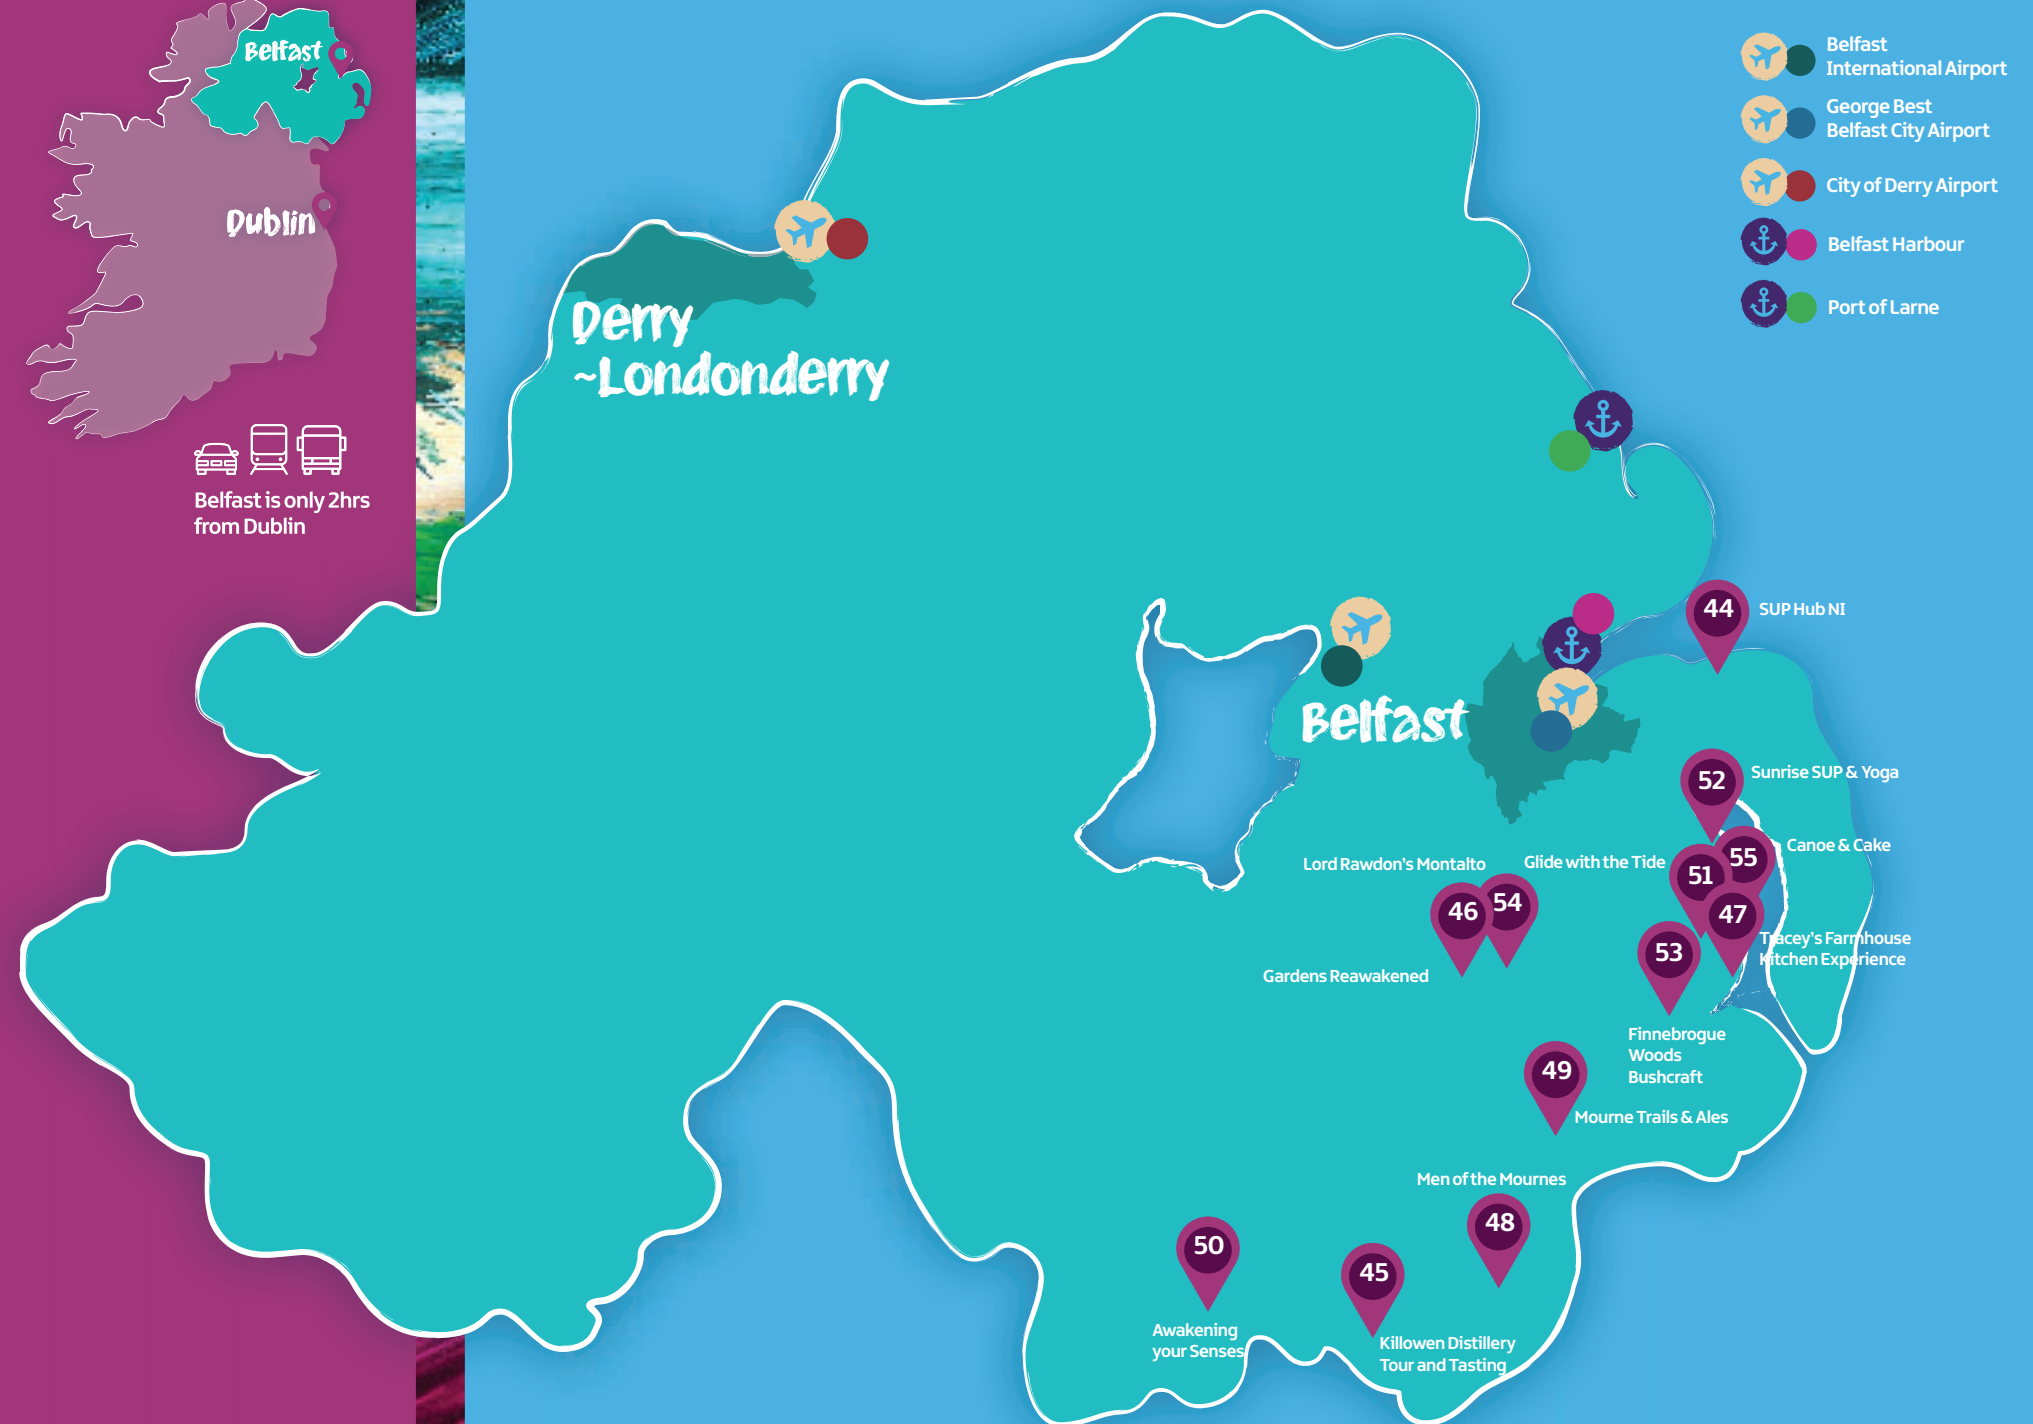 Belfast
Dublin
Belfast is only 2hrs
from Dublin
Belfast
International Airport
George Best
Belfast City Airport
City of Derry Airport
Belfast Harbour
Port of Larne
Derry
~Londonderry
Belfast
44
SUP Hub NI
52
Sunrise SUP & Yoga
55
Canoe & Cake
Lord Rawdon's Montalto
Glide with the Tide
51
46
54
47
Tracey's Farmhouse
Kitchen Experience
53
Gardens Reawakened
Finnebrogue
Woods
Bushcraft
49
Mourne Trails & Ales
Men of the Mournes
48
50
45
Awakening
your Senses
Killowen Distillery
Tour and Tasting